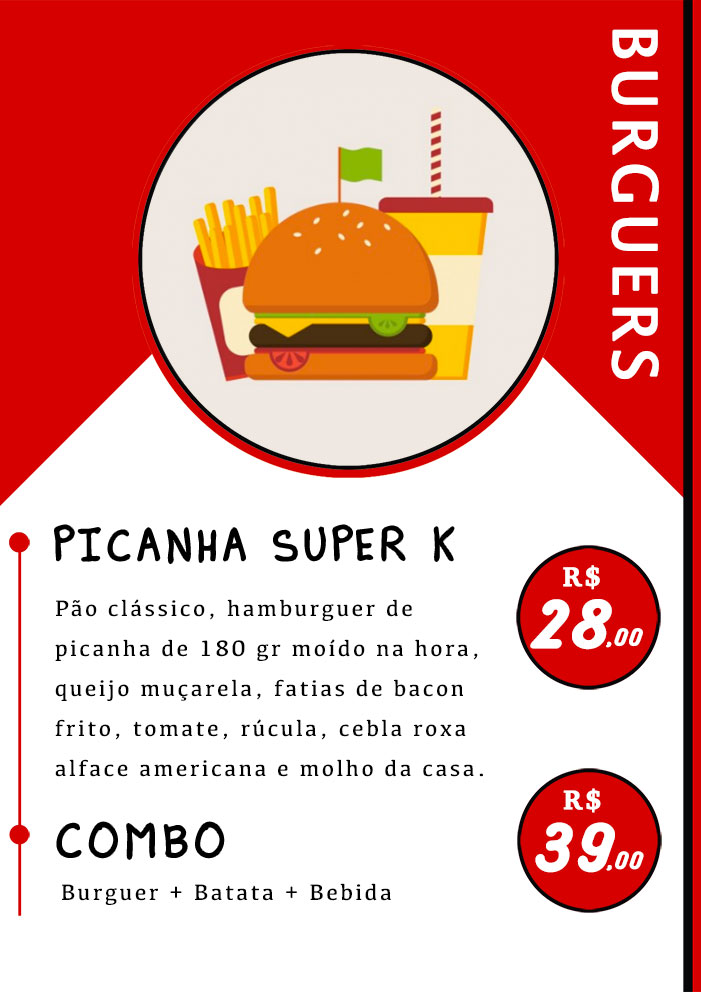 BURGUERS
PICANHA SUPER K
Pão clássico, hamburguer de
picanha de 180 gr moído na hora,
queijo muçarela, fatias de bacon
frito, tomate, rúcula, cebla roxa
alface americana e molho da casa.
R$
28,00
COMBO
Burguer + Batata + Bebida
R$
39,00